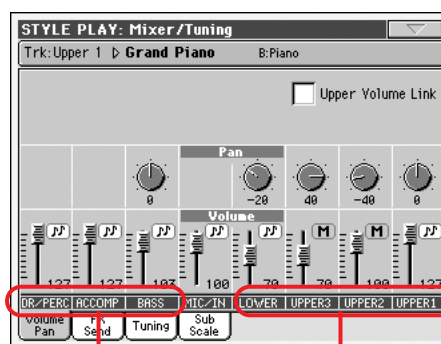 STYLE PLAY: Mixer/Tuning
Trk:Upper 1 ▷ Grand Piano B:Piano
Upper Volume Link
Pan
0 -20 40 -40 0
Volume
M M
127 127 103 100 70 70 100 127
DR/PERC ACCOMP BASS MIC/IN LOWER UPPER3 UPPER2 UPPER1
Volume Pan FX Send Tuning Sub Scale